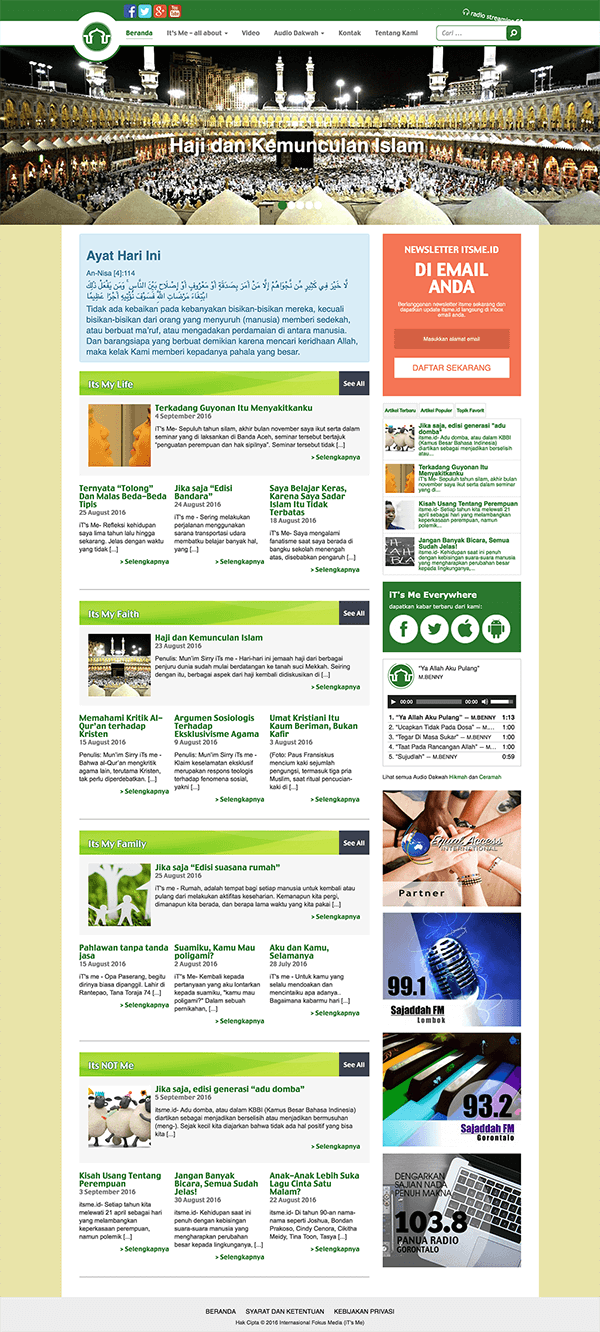 radio streaming
Beranda
iT's Me - all about
Video
Audio Dakwah
Kontak
Tentang Kami
Cari ...
Haji dan Kemunculan Islam
Ayat Hari Ini
An-Nisa [4]:114
لَّا خَيْرَ فِي كَثِيرٍ مِّن نَّجْوَاهُمْ إِلَّا مَنْ أَمَرَ بِصَدَقَةٍ أَوْ مَعْرُوفٍ أَوْ إِصْلَاحٍ بَيْنَ النَّاسِ ۚ وَمَن يَفْعَلْ ذَٰلِكَ
ابْتِغَاءَ مَرْضَاتِ اللَّهِ فَسَوْفَ نُؤْتِيهِ أَجْرًا عَظِيمًا
Tidak ada kebaikan pada kebanyakan bisikan-bisikan mereka, kecuali
bisikan-bisikan dari orang yang menyuruh (manusia) memberi sedekah,
atau berbuat ma'ruf, atau mengadakan perdamaian di antara manusia.
Dan barangsiapa yang berbuat demikian karena mencari keridhaan Allah,
maka kelak Kami memberi kepadanya pahala yang besar.
Its My Life
See All
Terkadang Guyonan Itu Menyakitkanku
4 September 2016
iT's Me- Sepuluh tahun silam, akhir bulan november saya ikut serta dalam
seminar yang di laksanakan di Banda Aceh, seminar tersebut bertajuk
"penguatan perempuan dan hak sipilnya". Seminar tersebut tidak [...]
> Selengkapnya
Ternyata "Tolong"
Dan Malas Beda-Beda
Tipis
25 August 2016
iT's Me- Refleksi kehidupan
saya lima tahun lalu hingga
sekarang. Jelas dengan waktu
yang tidak [...]
> Selengkapnya
Jika saja "Edisi
Bandara"
24 August 2016
iT's me - Sering melakukan
perjalanan menggunakan
sarana transportasi udara
membuat belajar banyak hal,
yang [...]
> Selengkapnya
Saya Belajar Keras,
Karena Saya Sadar
Islam Itu Tidak
Terbatas
18 August 2016
iT's Me- Saya mengalami
fanatisme saat saya berada di
bangku sekolah menengah
atas, disebabkan pengaruh [...]
> Selengkapnya
Its My Faith
See All
Haji dan Kemunculan Islam
23 August 2016
Penulis: Mun'im Sirry iTs me - Hari-hari ini jemaah haji dari berbagai
penjuru dunia sudah mulai berdatangan ke tanah suci Mekkah. Seiring
dengan itu, berbagai aspek dari haji kembali didiskusikan di [...]
> Selengkapnya
Memahami Kritik Al-
Qur'an terhadap
Kristen
15 August 2016
Penulis: Mun'im Sirry iTs me -
Bahwa al-Qur'an mengkritik
agama lain, terutama Kristen,
tak perlu diperdebatkan. [...]
> Selengkapnya
Argumen Sosiologis
Terhadap
Eksklusivisme Agama
9 August 2016
Penulis: Mun'im Sirry iTs me -
Klaim keselamatan eksklusif
merupakan respons teologis
terhadap fenomena sosial,
yakni [...]
> Selengkapnya
Umat Kristiani Itu
Kaum Beriman, Bukan
Kafir
3 August 2016
(Foto: Paus Fransiskus
mencium kaki sejumlah
pengungsi, termasuk tiga pria
Muslim, saat ritual pencucian-
kaki di [...]
> Selengkapnya
Its My Family
See All
Jika saja "Edisi suasana rumah"
25 August 2016
iT's me - Rumah, adalah tempat bagi setiap manusia untuk kembali atau
pulang dari melakukan aktifitas keseharian. Kemanapun kita pergi,
dimanapun kita berada, dan berapa lama waktu yang kita pakai [...]
> Selengkapnya
Pahlawan tanpa tanda
jasa
15 August 2016
iT's me - Opa Paserang, begitu
dirinya biasa dipanggil. Lahir di
Rantepao, Tana Toraja 74 [...]
> Selengkapnya
Suamiku, Kamu Mau
poligami?
2 August 2016
iT's Me- Kembali kepada
pertanyaan yang aku lontarkan
kepada suamiku, "kamu mau
poligami?" Dalam sebuah
pernikahan, [...]
> Selengkapnya
Aku dan Kamu,
Selamanya
28 July 2016
iT's me - Untuk kamu yang
selalu mendoakan dan
mencintaiku apa adanya..
Bagaimana kabarmu hari [...]
> Selengkapnya
Its NOT Me
See All
Jika saja, edisi generasi "adu domba"
5 September 2016
itsme.id- Adu domba, atau dalam KBBI (Kamus Besar Bahasa Indinesia)
diartikan sebagai menjadikan berselisih atau menjadikan bermusuhan
(meng-). Sejak kecil kita diajarkan bahwa tidak ada hal positif yang bisa
kita [...]
> Selengkapnya
Kisah Usang Tentang
Perempuan
3 September 2016
itsme.id- Setiap tahun kita
melewati 21 april sebagai hari
yang melambangkan
keperkasaan perempuan,
namun polemik [...]
> Selengkapnya
Jangan Banyak
Bicara, Semua Sudah
Jelas!
30 August 2016
itsme.id- Kehidupan saat ini
penuh dengan kebisingan
suara-suara manusia yang
mengharapkan perubahan
besar kepada lingkunganya, [...]
> Selengkapnya
Anak-Anak Lebih Suka
Lagu Cinta Satu
Malam?
22 August 2016
itsme.id- Di tahun 90-an nama-
nama seperti Joshua, Bondan
Prakoso, Cindy Cenora, Cikitha
Meidy, Tina Toon, Tasya [...]
> Selengkapnya
NEWSLETTER ITSME.ID
DI EMAIL
ANDA
Berlangganan newsletter itsme sekarang dan
dapatkan update itsme.id langsung di inbox
email anda.
Masukkan alamat email
DAFTAR SEKARANG
Artikel Terbaru
Artikel Populer
Topik Favorit
Jika saja, edisi generasi "adu
domba"
itsme.id- Adu domba, atau dalam KBBI
(Kamus Besar Bahasa Indinesia)
diartikan sebagai menjadikan berselisih
atau...
Terkadang Guyonan Itu
Menyakitkanku
iT's Me- Sepuluh tahun silam, akhir bulan
november saya ikut serta dalam seminar
yang di...
Kisah Usang Tentang Perempuan
itsme.id- Setiap tahun kita melewati 21
april sebagai hari yang melambangkan
keperkasaan perempuan, namun
polemik...
Jangan Banyak Bicara, Semua
Sudah Jelas!
itsme.id- Kehidupan saat ini penuh
dengan kebisingan suara-suara manusia
yang mengharapkan perubahan besar
kepada lingkunganya,...
iT's Me Everywhere
dapatkan kabar terbaru dari kami:
"Ya Allah Aku Pulang"
M.BENNY
00:00
00:00
1. "Ya Allah Aku Pulang" — M.BENNY 1:13
2. "Ucapkan Tidak Pada Dosa" — M.... 1:00
3. "Tegar Di Masa Sukar" — M.BENNY 1:00
4. "Taat Pada Rancangan Allah" — M... 1:00
5. "Sujudlah" — M.BENNY 0:59
Lihat semua Audio Dakwah Hikmah dan Ceramah
Equal Access
INTERNATIONAL
Partner
99.1
Sajaddah FM
Lombok
93.2
Sajaddah FM
Gorontalo
DENGARKAN
SAJIAN NADA
PENUH MAKNA
103.8
PANUA RADIO
GORONTALO
BERANDA
SYARAT DAN KETENTUAN
KEBIJAKAN PRIVASI
Hak Cipta © 2016 Internasional Fokus Media (iT's Me)